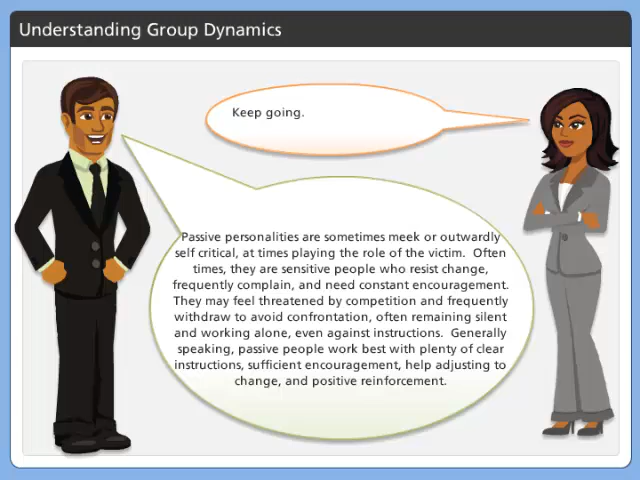 Understanding Group Dynamics
Keep going.
Passive personalities are sometimes meek or outwardly
self critical, at times playing the role of the victim.  Often
times, they are sensitive people who resist change,
frequently complain, and need constant encouragement.
They may feel threatened by competition and frequently
withdraw to avoid confrontation, often remaining silent
and working alone, even against instructions.  Generally
speaking, passive people work best with plenty of clear
instructions, sufficient encouragement, help adjusting to
change, and positive reinforcement.